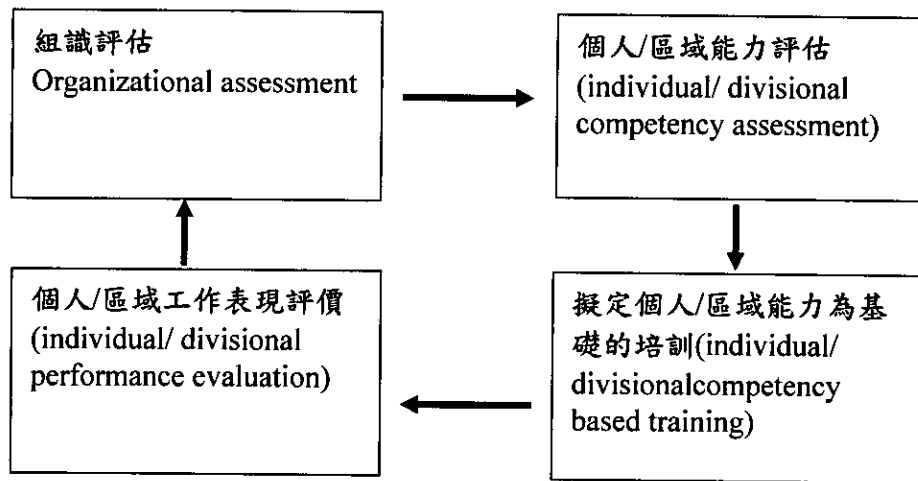 組識評估
Organizational assessment
個人/區域能力評估
(individual/ divisional
competency assessment)
個人/區域工作表現評價
(individual/ divisional
performance evaluation)
擬定個人/區域能力為基
礎的培訓(individual/
divisionalcompetency
based training)